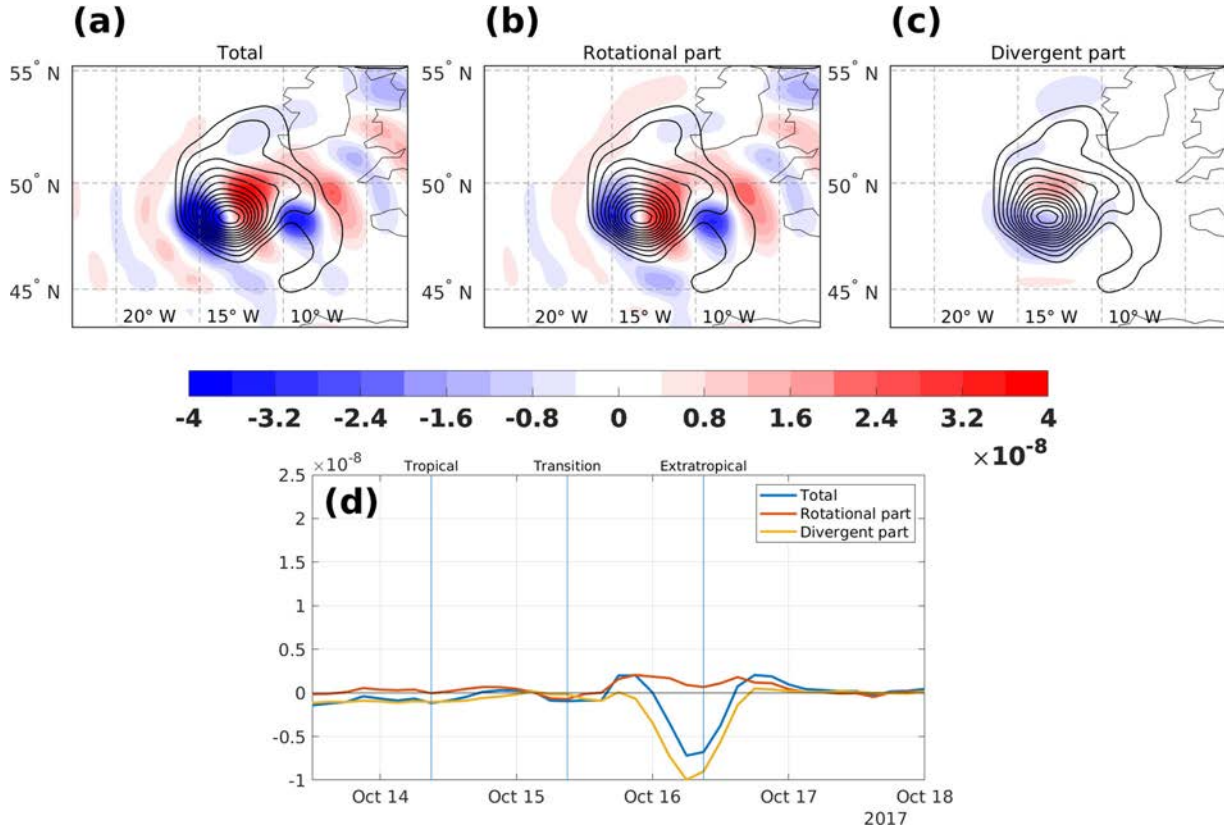 (a) (b) (c)
Total Rotational part Divergent part
55° N 55° N 55° N
50° N 50° N 50° N
45° N 45° N 45° N
20° W 15° W 10° W 20° W 15° W 10° W 20° W 15° W 10° W
-4 -3.2 -2.4 -1.6 -0.8 0 0.8 1.6 2.4 3.2 4
×10-8
×10-8 Tropical Transition Extratropical
2.5 (d)
Total
Rotational part
Divergent part
2
1.5
1
0.5
0
-0.5
-1
Oct 14 Oct 15 Oct 16 Oct 17 Oct 18
2017